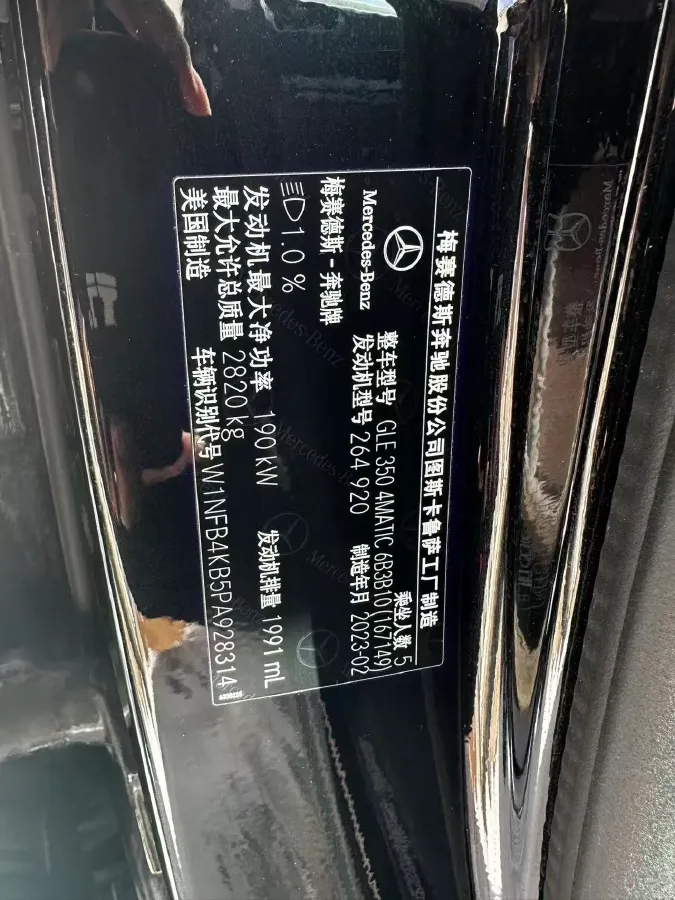 梅赛德斯奔驰股份公司图斯卡鲁萨工厂制造
Mercedes-Benz
整车型号 GLE 350 4MATIC 6B3B10(167149)
乘坐人数 5
梅赛德斯-奔驰牌
发动机型号 264 920
制造年月 2023-02
1.0 %
发动机最大净功率 190 kW
发动机排量 1991 mL
最大允许总质量 2820 kg
美国制造
车辆识别代号 W1NFB4KB5PA928314